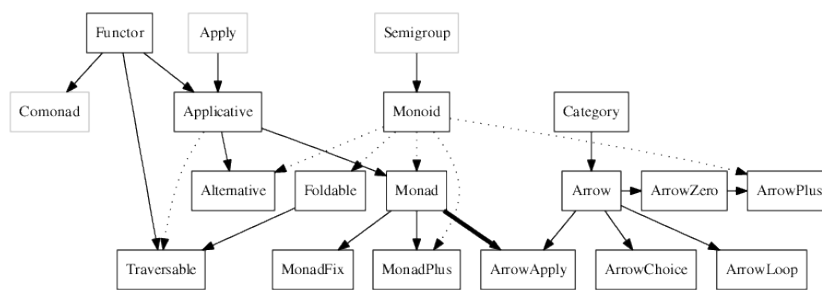 Functor
Apply
Semigroup
Comonad
Applicative
Monoid
Category
Alternative
Foldable
Monad
Arrow
ArrowZero
ArrowPlus
Traversable
MonadFix
MonadPlus
ArrowApply
ArrowChoice
ArrowLoop